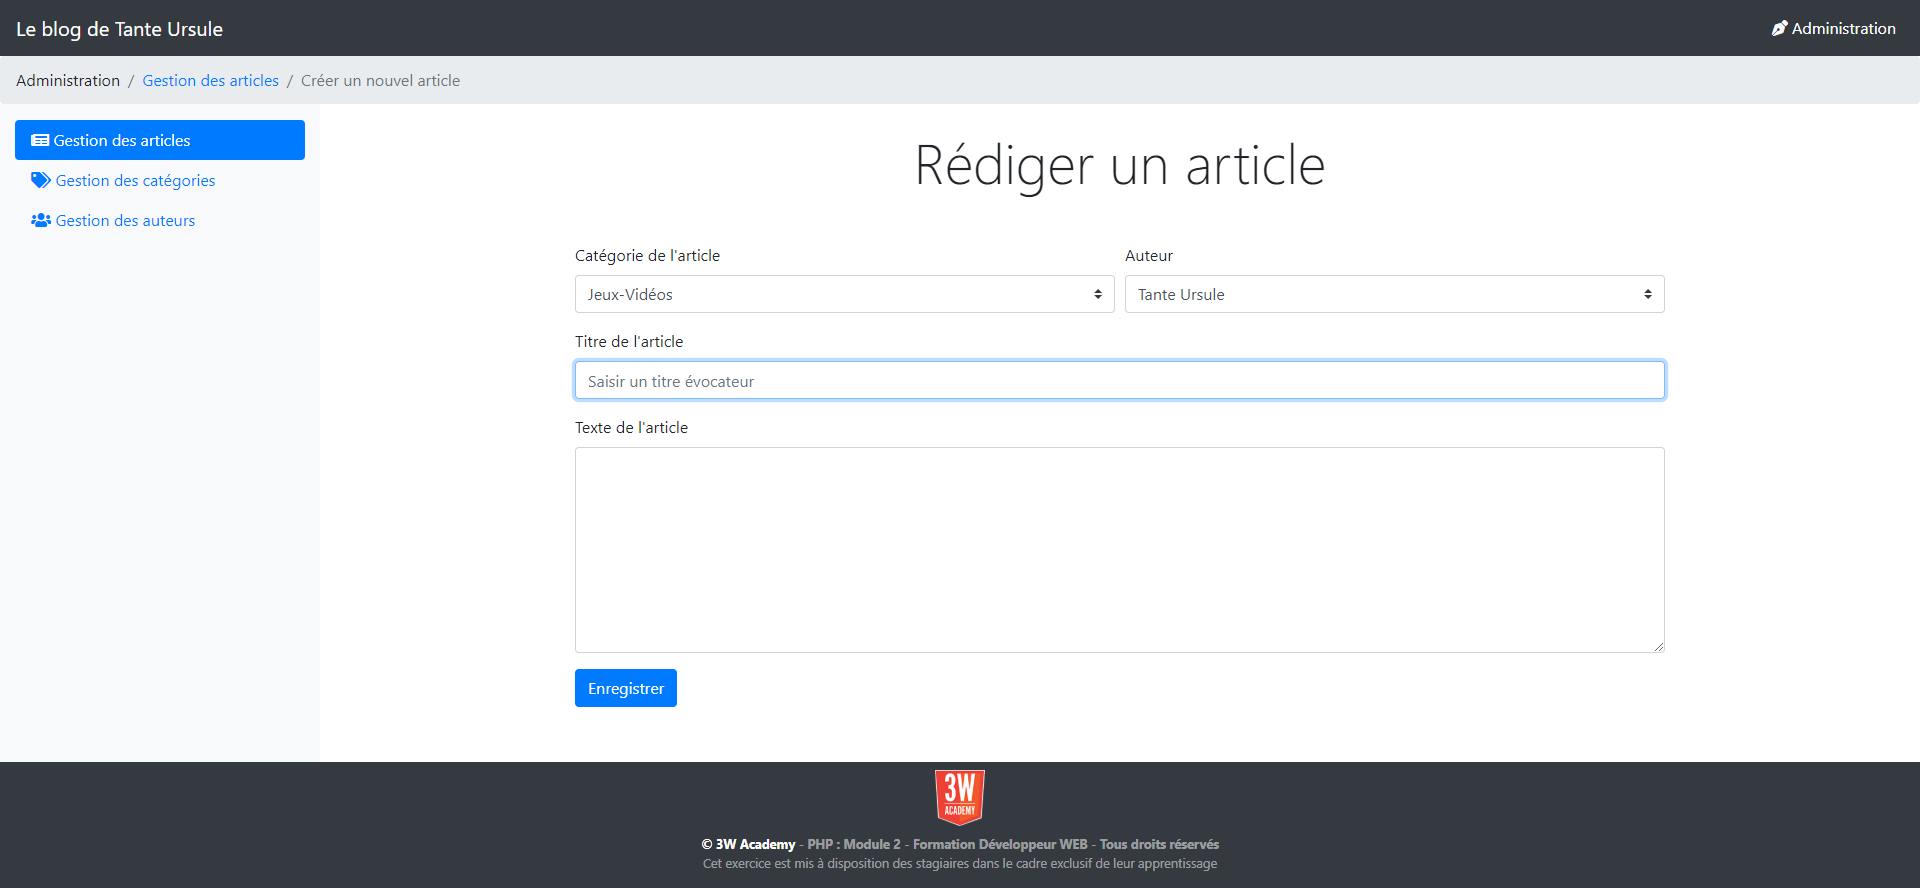 Le blog de Tante Ursule
Administration
Administration / Gestion des articles / Créer un nouvel article
Gestion des articles
Gestion des catégories
Gestion des auteurs
Rédiger un article
Catégorie de l'article
Auteur
Jeux-Vidéos
Tante Ursule
Titre de l'article
Saisir un titre évocateur
Texte de l'article
Enregistrer
3W
ACADEMY
© 3W Academy - PHP : Module 2 - Formation Développeur WEB - Tous droits réservés
Cet exercice est mis à disposition des stagiaires dans le cadre exclusif de leur apprentissage